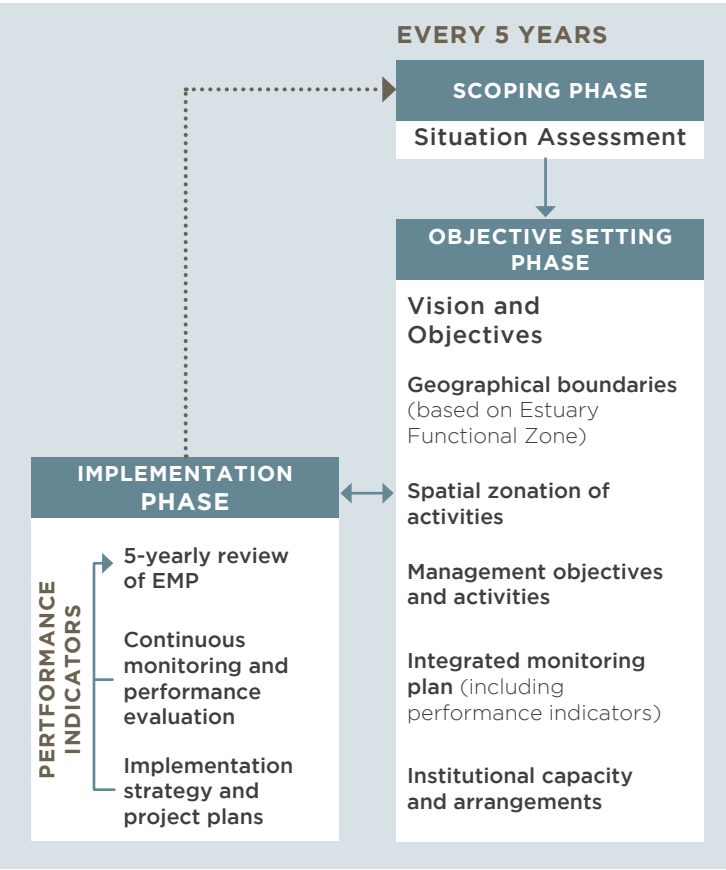 EVERY 5 YEARS
SCOPING PHASE
Situation Assessment
OBJECTIVE SETTING
PHASE
Vision and
Objectives
Geographical boundaries
(based on Estuary
Functional Zone)
Spatial zonation of
activities
Management objectives
and activities
Integrated monitoring
plan (including
performance indicators)
Institutional capacity
and arrangements
IMPLEMENTATION
PHASE
PERTFORMANCE
INDICATORS
5-yearly review
of EMP
Continuous
monitoring and
performance
evaluation
Implementation
strategy and
project plans